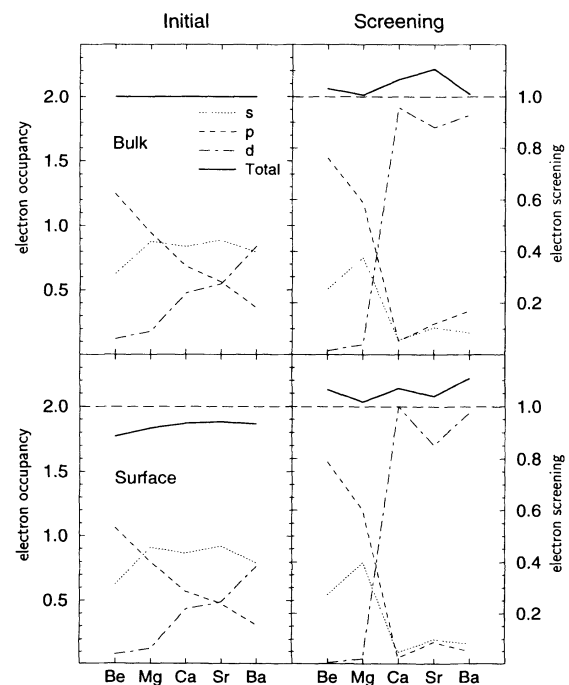 Initial
Screening
2.0
1.5
1.0
0.5
electron occupancy
Bulk
s
p
d
Total
1.0
0.8
0.6
0.4
0.2
electron screening
2.0
1.5
1.0
0.5
electron occupancy
Surface
1.0
0.8
0.6
0.4
0.2
electron screening
Be Mg Ca Sr Ba
Be Mg Ca Sr Ba